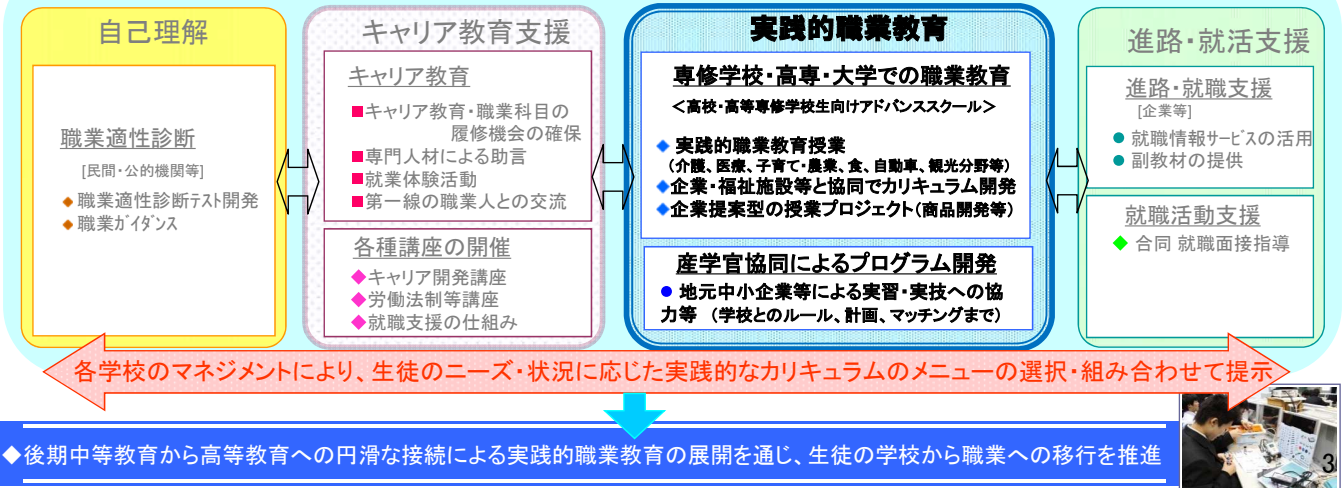 自己理解
職業適性診断
[民間・公的機関等]
◆職業適性診断テスト開発
◆職業ガイダンス
キャリア教育支援
キャリア教育
■キャリア教育・職業科目の
履修機会の確保
■専門人材による助言
■就業体験活動
■第一線の職業人との交流
各種講座の開催
◆キャリア開発講座
◆労働法制等講座
◆就職支援の仕組み
実践的職業教育
専修学校・高専・大学での職業教育
<高校・高等専修学校生向けアドバンススクール>
◆ 実践的職業教育授業
(介護、医療、子育て・農業、食、自動車、観光分野等)
◆企業・福祉施設等と協同でカリキュラム開発
◆企業提案型の授業プロジェクト(商品開発等)
産学官協同によるプログラム開発
● 地元中小企業等による実習・実技への協
力等 (学校とのルール、計画、マッチングまで)
進路・就活支援
進路・就職支援
[企業等]
● 就職情報サービスの活用
● 副教材の提供
就職活動支援
◆ 合同 就職面接指導
各学校のマネジメントにより、生徒のニーズ・状況に応じた実践的なカリキュラムのメニューの選択・組み合わせて提示
◆後期中等教育から高等教育への円滑な接続による実践的職業教育の展開を通じ、生徒の学校から職業への移行を推進
3